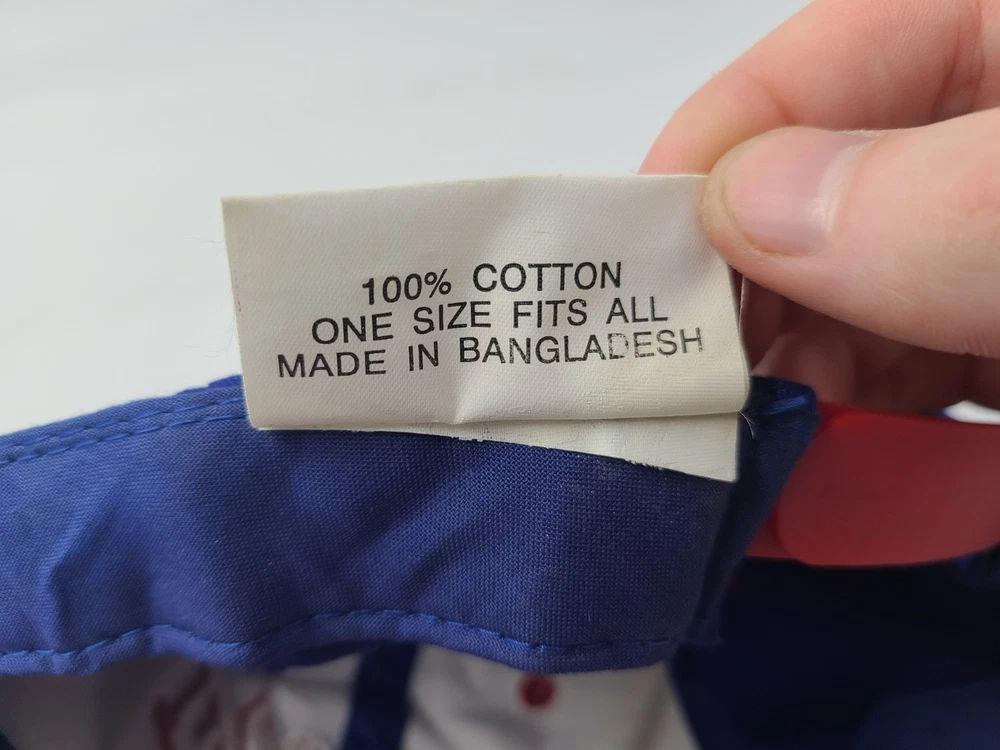 100% COTTON
ONE SIZE FITS ALL
MADE IN BANGLADESH